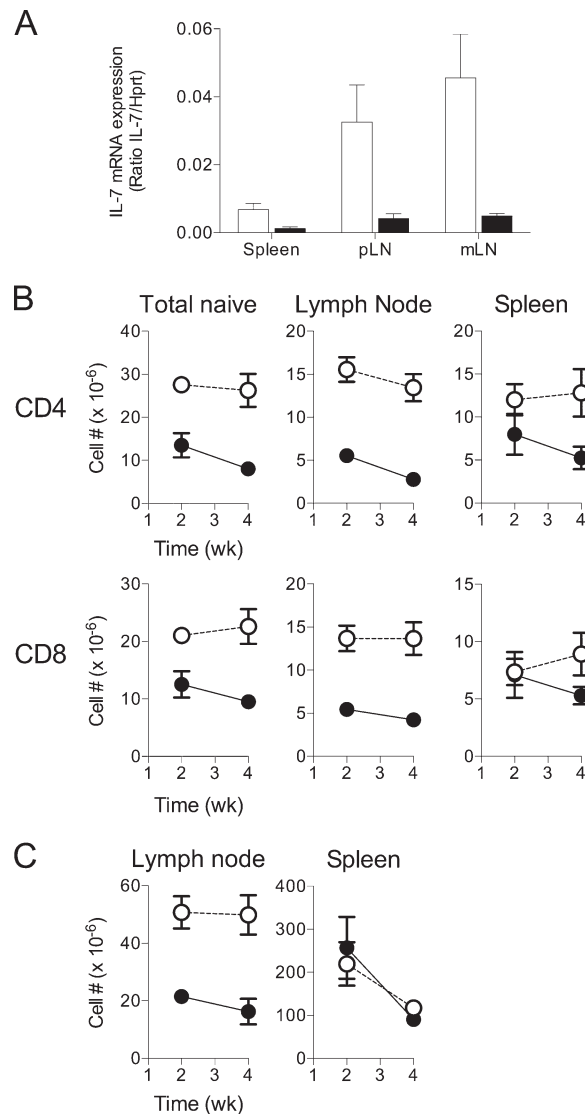 A
IL-7 mRNA expression
(Ratio IL-7/Hprt)
0.06
0.04
0.02
0.00
Spleen pLN mLN
B
Total naive Lymph Node Spleen
CD4
Cell # (x 10-6)
40
30
20
10
0
20
15
10
5
0
20
15
10
5
0
1 2 3 4 1 2 3 4 1 2 3 4
Time (wk)
CD8
Cell # (x 10-6)
30
20
10
0
20
15
10
5
0
15
10
5
0
1 2 3 4 1 2 3 4 1 2 3 4
Time (wk)
C
Lymph node Spleen
Cell # (x 10-6)
60
40
20
0
400
300
200
100
0
1 2 3 4 1 2 3 4
Time (wk)